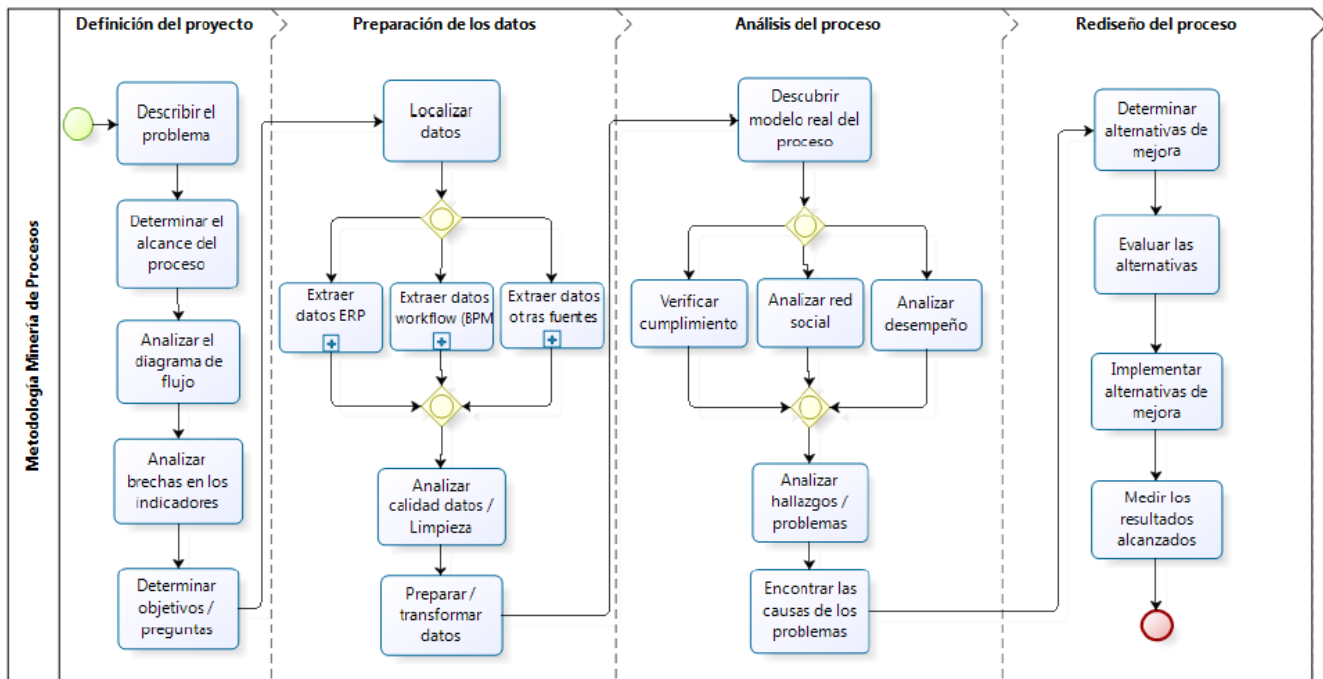 Definición del proyecto
Preparación de los datos
Análisis del proceso
Rediseño del proceso
Metodología Minería de Procesos
Describir el
problema
Determinar el
alcance del
proceso
Analizar el
diagrama de
flujo
Analizar
brechas en los
indicadores
Determinar
objetivos /
preguntas
Localizar
datos
Extraer
datos ERP
Extraer datos
workflow (BPM
Extraer datos
otras fuentes
Analizar
calidad datos /
Limpieza
Preparar /
transformar
datos
Descubrir
modelo real del
proceso
Verificar
cumplimiento
Analizar red
social
Analizar
desempeño
Analizar
hallazgos /
problemas
Encontrar las
causas de los
problemas
Determinar
alternativas de
mejora
Evaluar las
alternativas
Implementar
alternativas de
mejora
Medir los
resultados
alcanzados